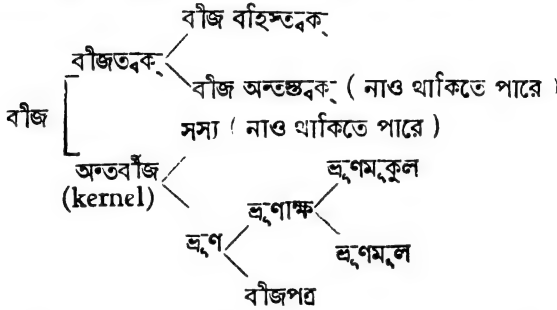 বীজ বহিস্ত্বক্
বীজত্বক্
বীজ অন্তস্ত্বক্ ( নাও থাকিতে পারে )
বীজ
সস্য ( নাও থাকিতে পারে )
অন্তর্বীজ
(kernel)
ভ্রূণমুকুল
ভ্রূণাক্ষ
ভ্রূণ
ভ্রূণমূল
বীজপত্র